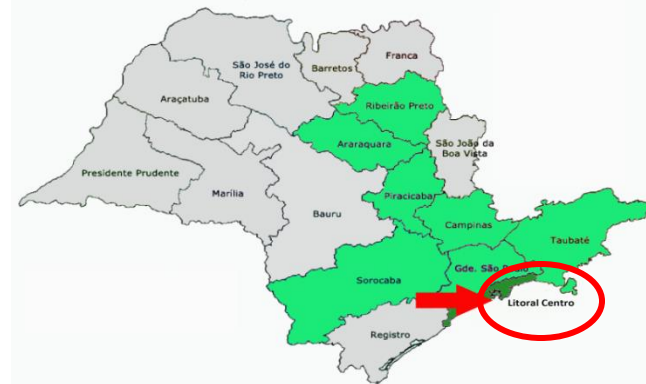 Franca
São José do
Rio Preto
Barretos
Araçatuba
Ribeirão Preto
Araraquara
São João da
Boa Vista
Presidente Prudente
Marília
Piracicaba
Bauru
Campinas
Taubaté
Gde. São Paulo
Sorocaba
Litoral Centro
Registro